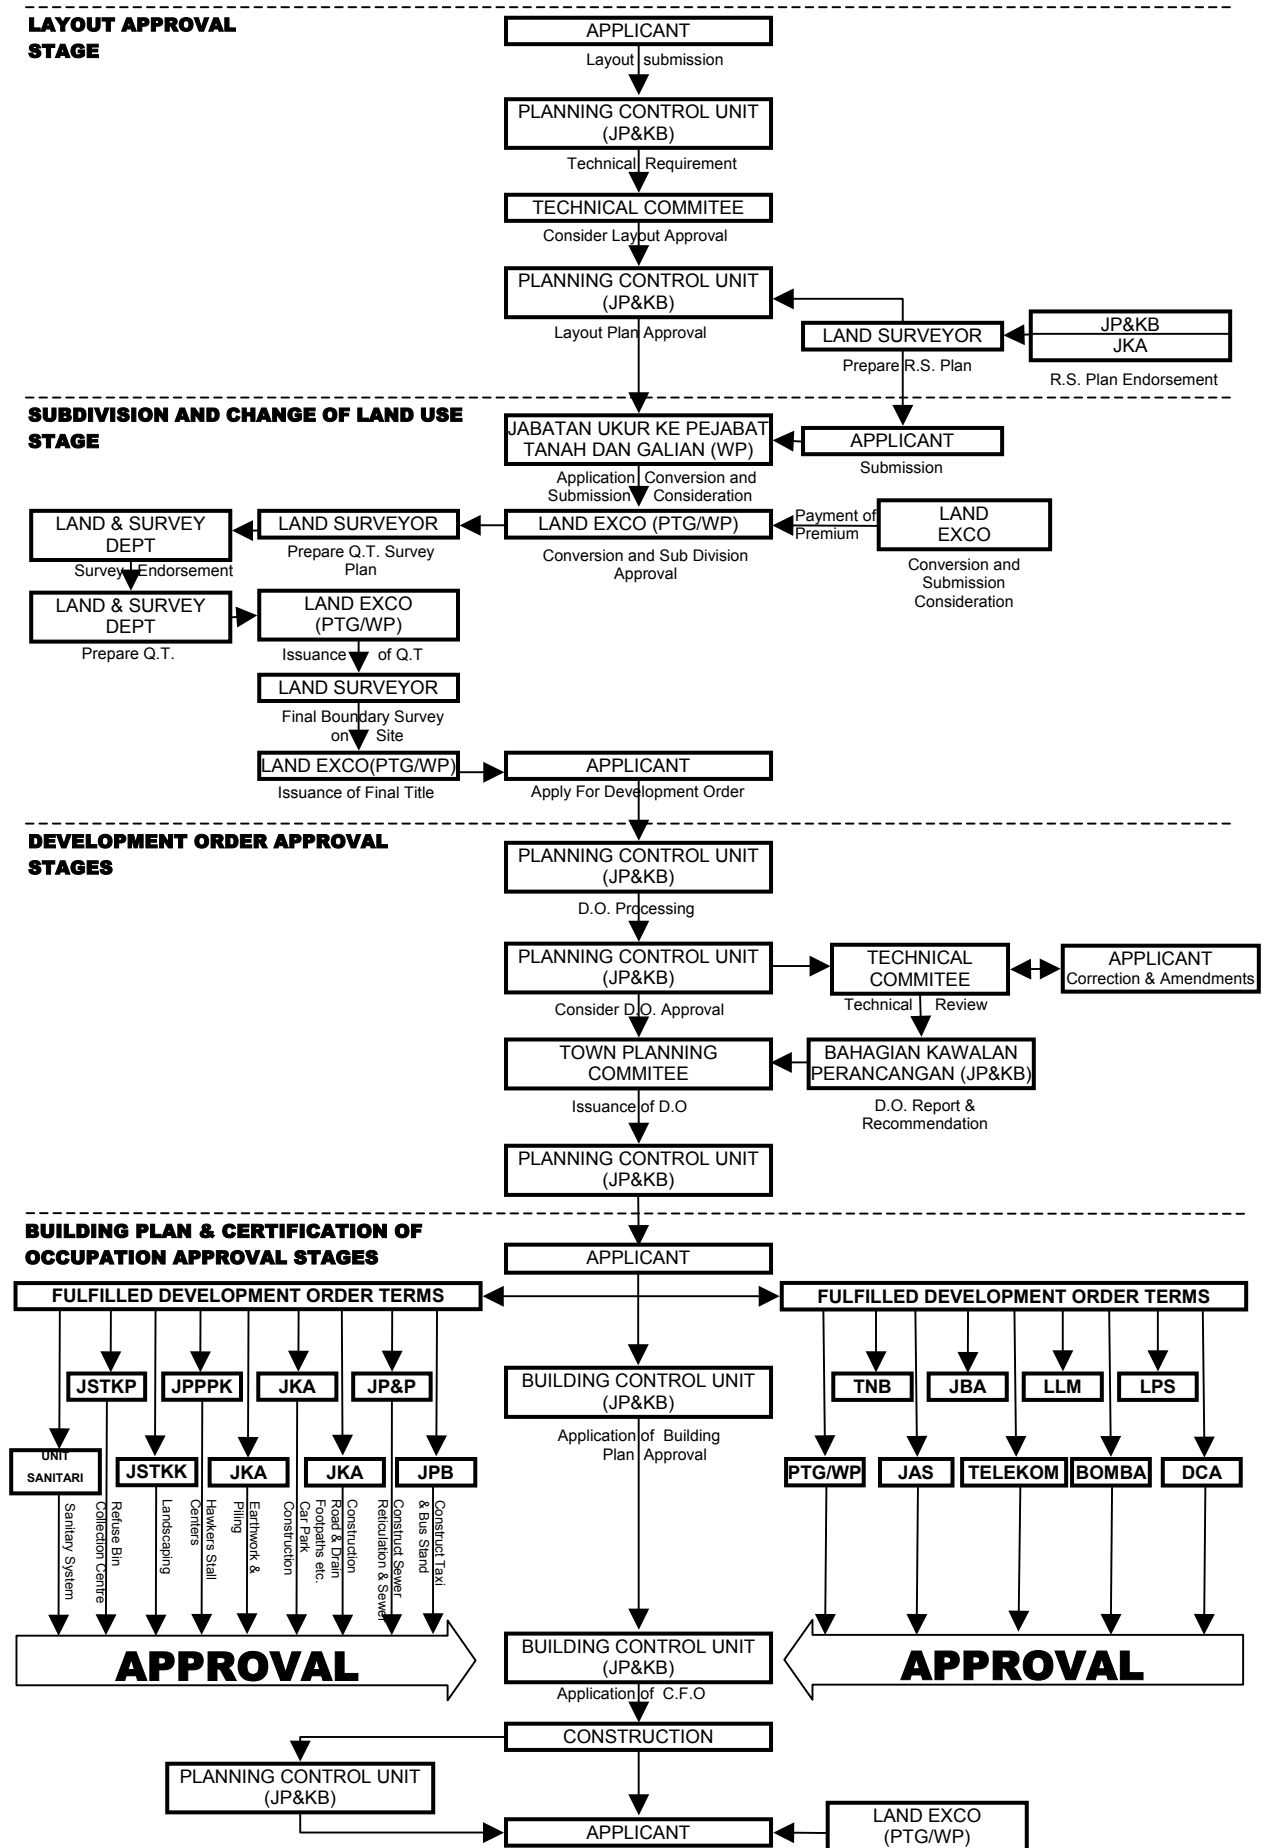 LAYOUT APPROVAL
STAGE
APPLICANT
Layout submission
PLANNING CONTROL UNIT
(JP&KB)
Technical Requirement
TECHNICAL COMMITEE
Consider Layout Approval
PLANNING CONTROL UNIT
(JP&KB)
Layout Plan Approval
LAND SURVEYOR
Prepare R.S. Plan
JP&KB
JKA
R.S. Plan Endorsement
SUBDIVISION AND CHANGE OF LAND USE
STAGE
JABATAN UKUR KE PEJABAT
TANAH DAN GALIAN (WP)
Application Conversion and
Submission Consideration
APPLICANT
Submission
LAND & SURVEY
DEPT
Survey Endorsement
LAND SURVEYOR
Prepare Q.T. Survey
Plan
LAND EXCO (PTG/WP)
Conversion and Sub Division
Approval
Payment of
Premium
LAND
EXCO
Conversion and
Submission
Consideration
LAND & SURVEY
DEPT
Prepare Q.T.
LAND EXCO
(PTG/WP)
Issuance of Q.T
LAND SURVEYOR
Final Boundary Survey
on Site
LAND EXCO(PTG/WP)
Issuance of Final Title
APPLICANT
Apply For Development Order
DEVELOPMENT ORDER APPROVAL
STAGES
PLANNING CONTROL UNIT
(JP&KB)
D.O. Processing
PLANNING CONTROL UNIT
(JP&KB)
Consider D.O. Approval
TECHNICAL
COMMITEE
Technical Review
APPLICANT
Correction & Amendments
TOWN PLANNING
COMMITEE
Issuance of D.O
BAHAGIAN KAWALAN
PERANCANGAN (JP&KB)
D.O. Report &
Recommendation
PLANNING CONTROL UNIT
(JP&KB)
BUILDING PLAN & CERTIFICATION OF
OCCUPATION APPROVAL STAGES
APPLICANT
FULFILLED DEVELOPMENT ORDER TERMS
FULFILLED DEVELOPMENT ORDER TERMS
JSTKP
JPPPK
JKA
JP&P
BUILDING CONTROL UNIT
(JP&KB)
Application of Building
Plan Approval
TNB
JBA
LLM
LPS
UNIT
SANITARI
JSTKK
JKA
JKA
JPB
PTG/WP
JAS
TELEKOM
BOMBA
DCA
Sanitary System
Refuse Bin
Collection Centre
Landscaping
Hawkers Stall
Centers
Earthwork &
Piling
Car Park
Construction
Construction
Road & Drain
Footpaths etc.
Construct Sewer
Reticulation & Sewer
Construct Taxi
& Bus Stand
APPROVAL
BUILDING CONTROL UNIT
(JP&KB)
Application of C.F.O
APPROVAL
CONSTRUCTION
PLANNING CONTROL UNIT
(JP&KB)
APPLICANT
LAND EXCO
(PTG/WP)